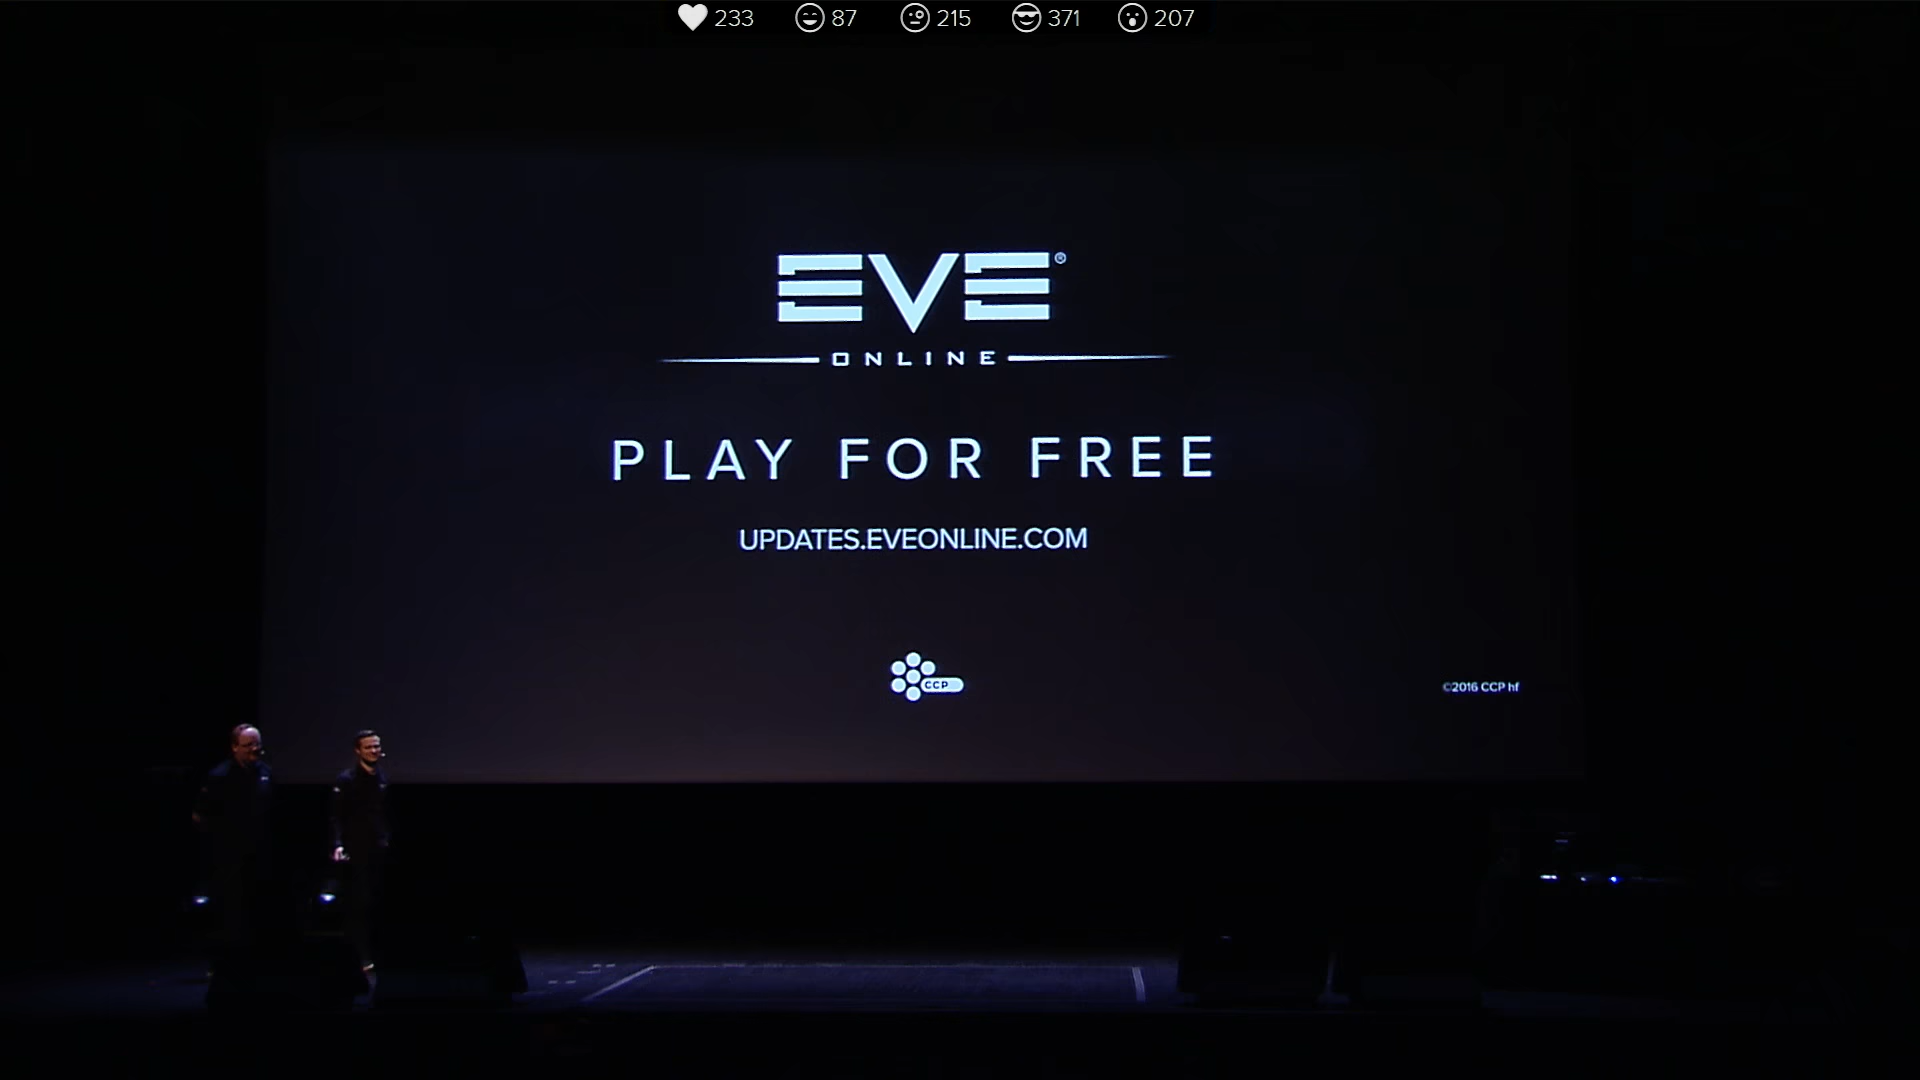 233 87 215 371 207
EVE®
ONLINE
PLAY FOR FREE
UPDATES.EVEONLINE.COM
CCP
©2016 CCP hf